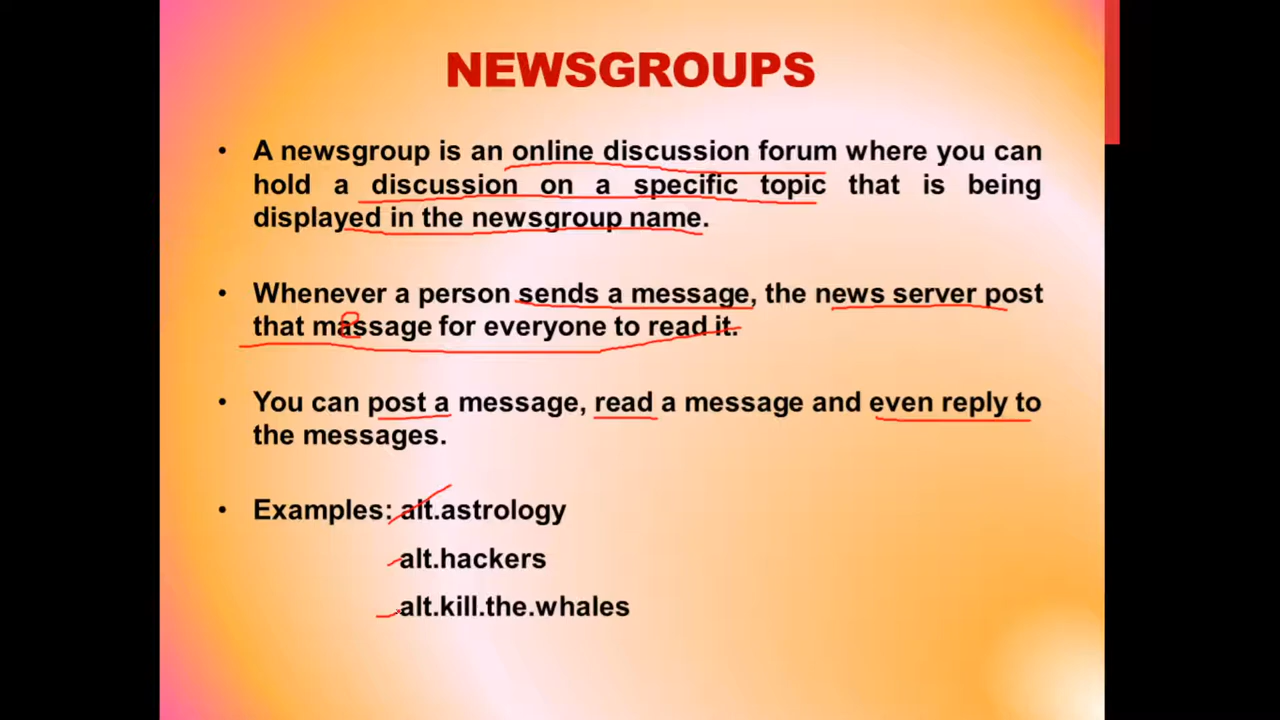 NEWSGROUPS
• A newsgroup is an online discussion forum where you can
hold a discussion on a specific topic that is being
displayed in the newsgroup name.
• Whenever a person sends a message, the news server post
that massage for everyone to read it.
• You can post a message, read a message and even reply to
the messages.
• Examples: alt.astrology
alt.hackers
alt.kill.the.whales